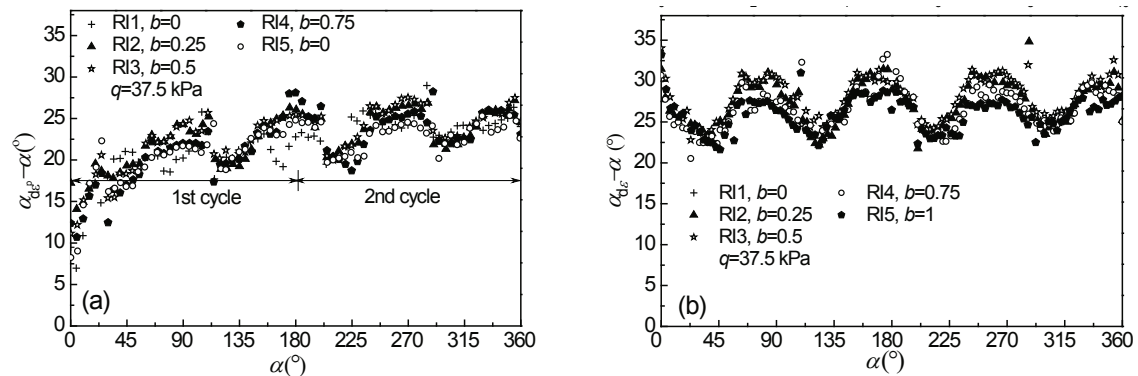 + RI1, b=0
▲ RI2, b=0.25
☆ RI3, b=0.5
q=37.5 kPa
⬟ RI4, b=0.75
○ RI5, b=0
35
30
25
20
15
10
5
0
α_dε^p−α(°)
1st cycle
2nd cycle
(a)
0 45 90 135 180 225 270 315 360
α(°)
35
30
25
20
15
10
5
0
α_dε−α (°)
+ RI1, b=0
▲ RI2, b=0.25
☆ RI3, b=0.5
q=37.5 kPa
○ RI4, b=0.75
⬟ RI5, b=1
(b)
0 45 90 135 180 225 270 315 360
α(°)